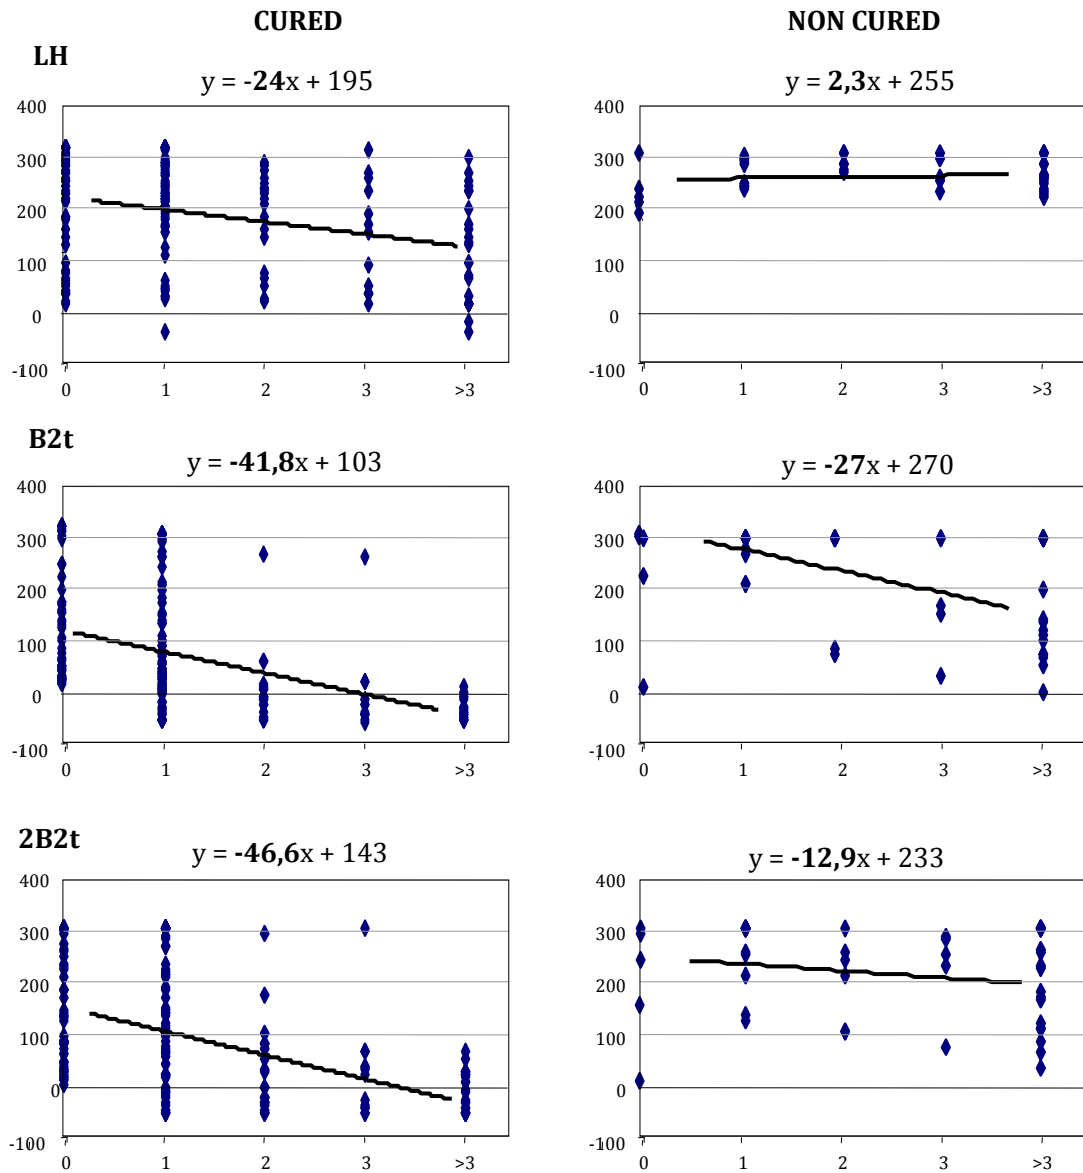 CURED NON CURED
LH
y = -24x + 195 y = 2,3x + 255
400 400
300 300
200 200
100 100
0 0
-100 -100
0 1 2 3 >3 0 1 2 3 >3
B2t
y = -41,8x + 103 y = -27x + 270
400 400
300 300
200 200
100 100
0 0
-100 -100
0 1 2 3 >3 0 1 2 3 >3
2B2t
y = -46,6x + 143 y = -12,9x + 233
400 400
300 300
200 200
100 100
0 0
-100 -100
0 1 2 3 >3 0 1 2 3 >3